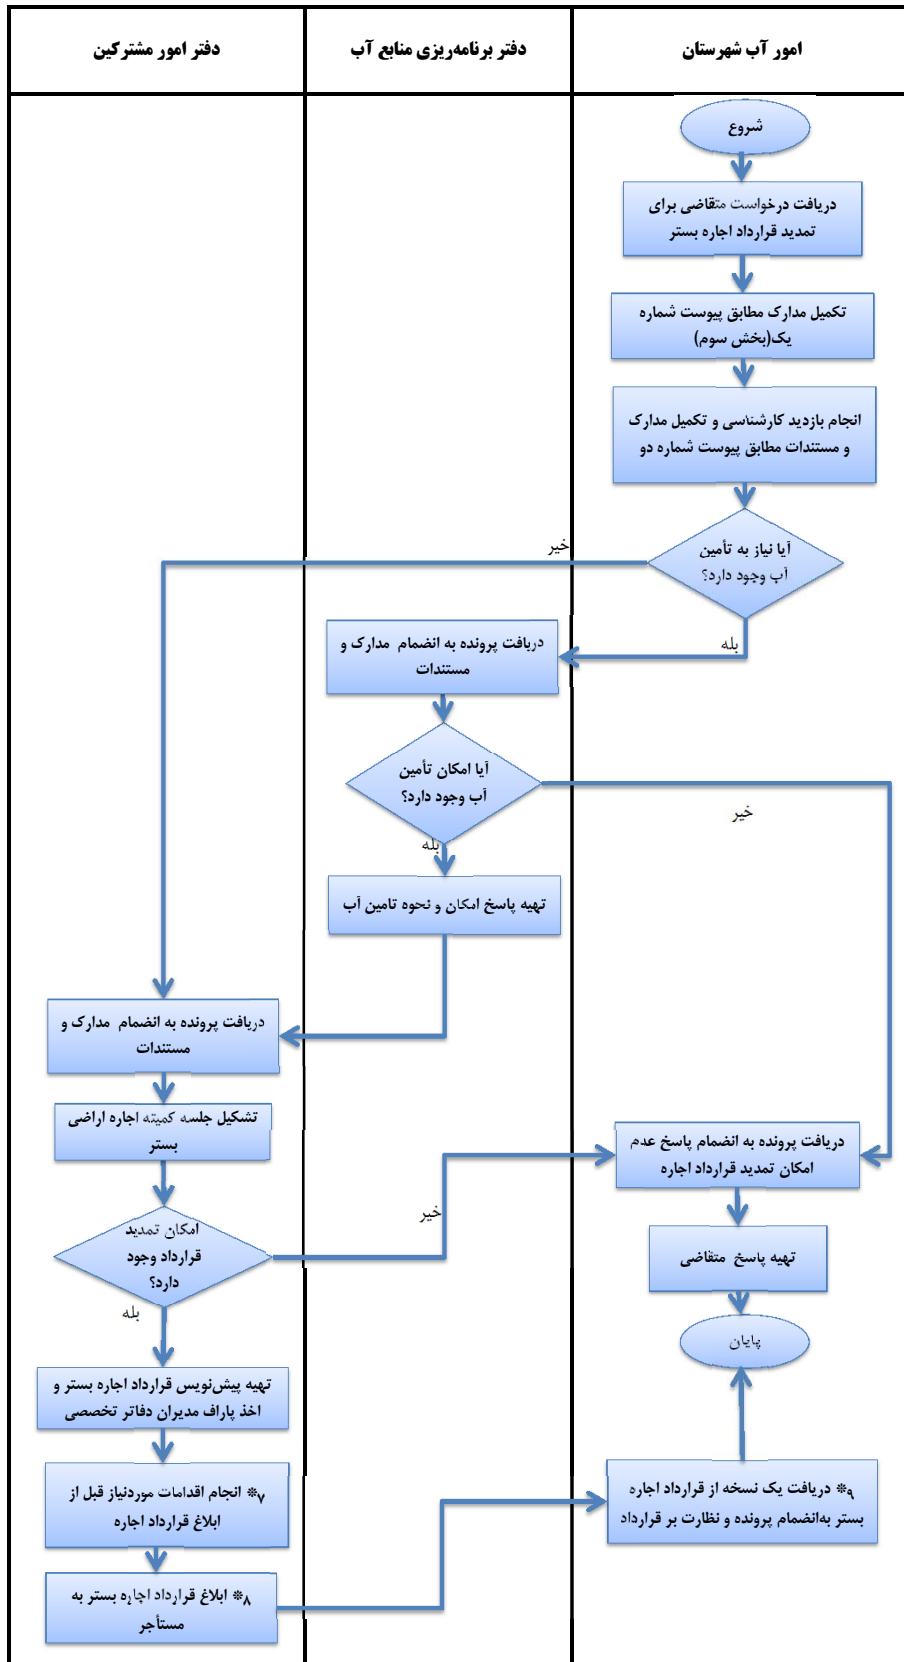 امور آب شهرستان
دفتر برنامه‌ریزی منابع آب
دفتر امور مشترکین
شروع
دریافت درخواست متقاضی برای
تمدید قرارداد اجاره بستر
تکمیل مدارک مطابق پیوست شماره
یک(بخش سوم)
انجام بازدید کارشناسی و تکمیل مدارک
و مستندات مطابق پیوست شماره دو
آیا نیاز به تأمین
آب وجود دارد؟
خیر
بله
دریافت پرونده به انضمام مدارک و
مستندات
آیا امکان تأمین
آب وجود دارد؟
خیر
بله
تهیه پاسخ امکان و نحوه تامین آب
دریافت پرونده به انضمام مدارک و
مستندات
تشکیل جلسه کمیته اجاره اراضی
بستر
امکان تمدید
قرارداد وجود
دارد؟
خیر
بله
دریافت پرونده به انضمام پاسخ عدم
امکان تمدید قرارداد اجاره
تهیه پاسخ متقاضی
پایان
تهیه پیش‌نویس قرارداد اجاره بستر و
اخذ پاراف مدیران دفاتر تخصصی
۷* انجام اقدامات موردنیاز قبل از
ابلاغ قرارداد اجاره
۸* ابلاغ قرارداد اجاره بستر به
مستأجر
۹* دریافت یک نسخه از قرارداد اجاره
بستر به‌انضمام پرونده و نظارت بر قرارداد